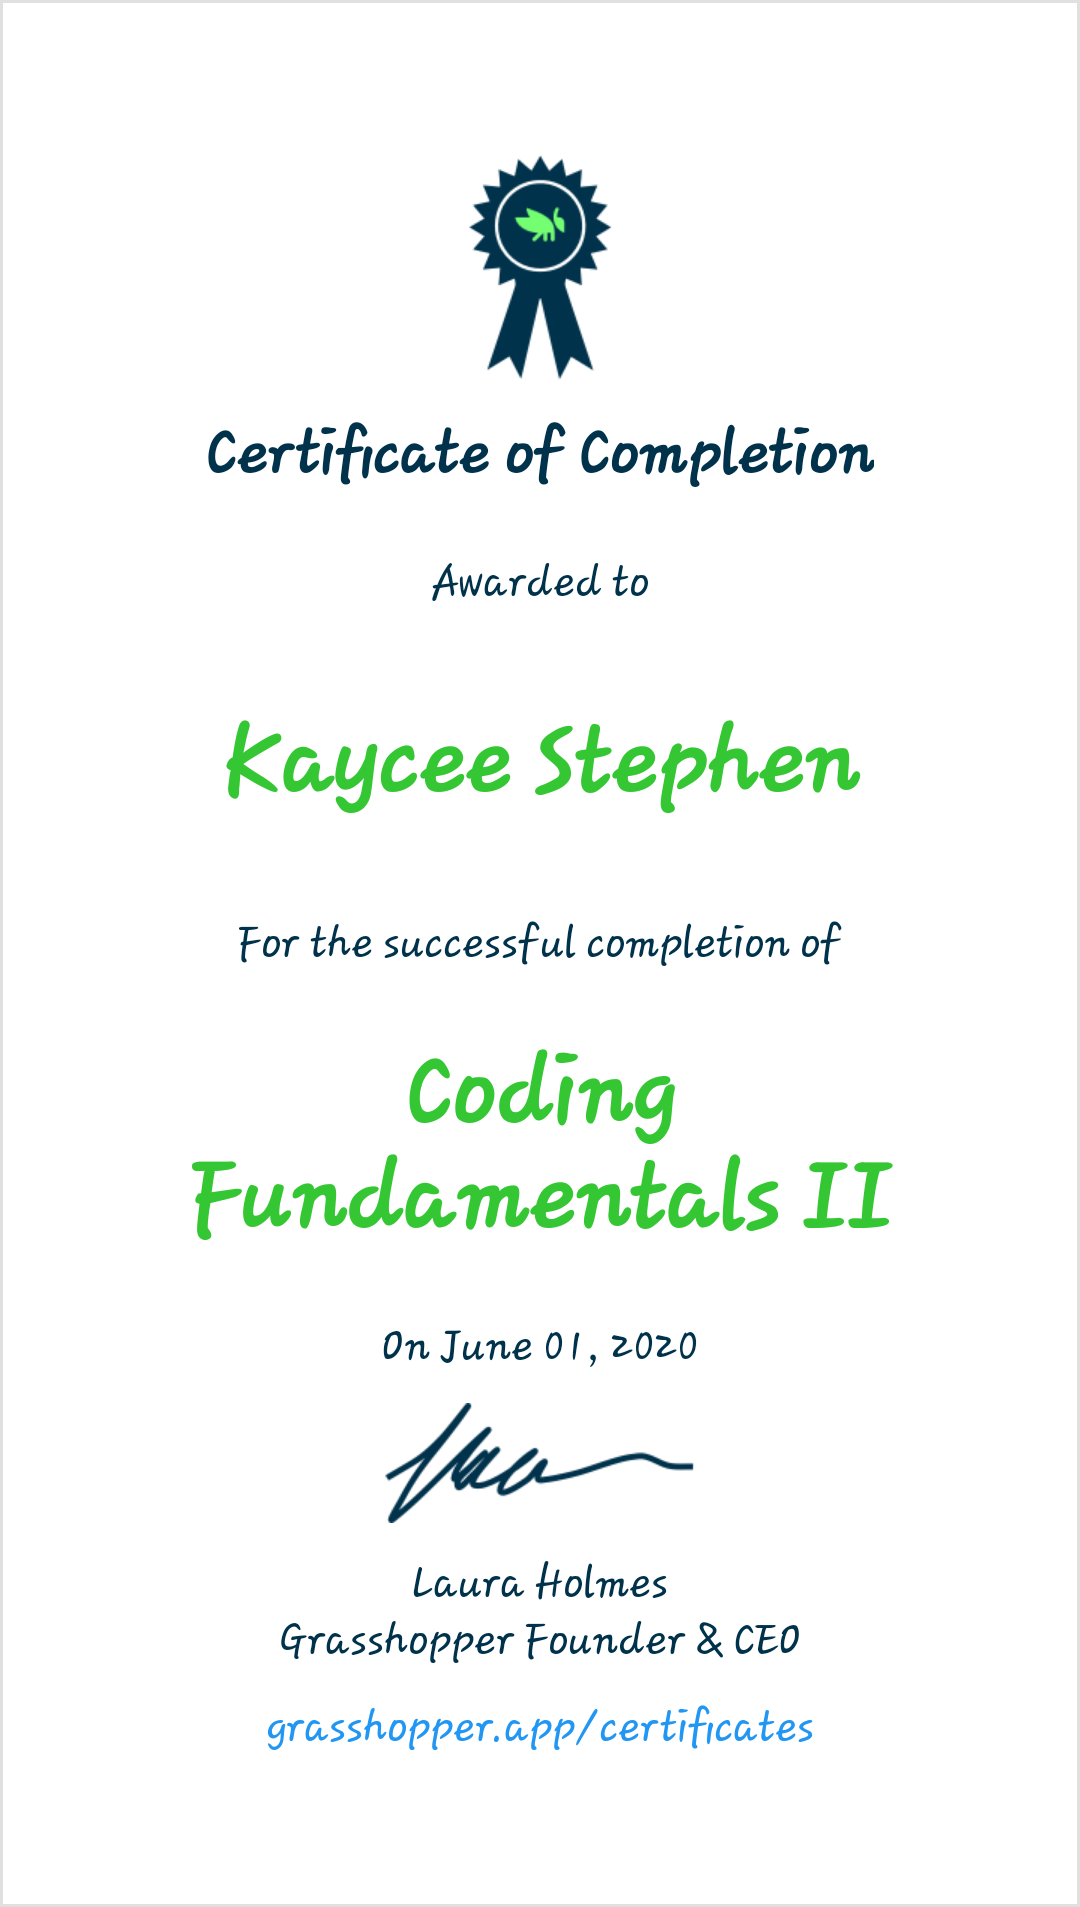 Certificate of Completion
Awarded to
Kaycee Stephen
For the successful completion of
Coding
Fundamentals II
On June 01, 2020
Laura Holmes
Grasshopper Founder & CEO
grasshopper.app/certificates